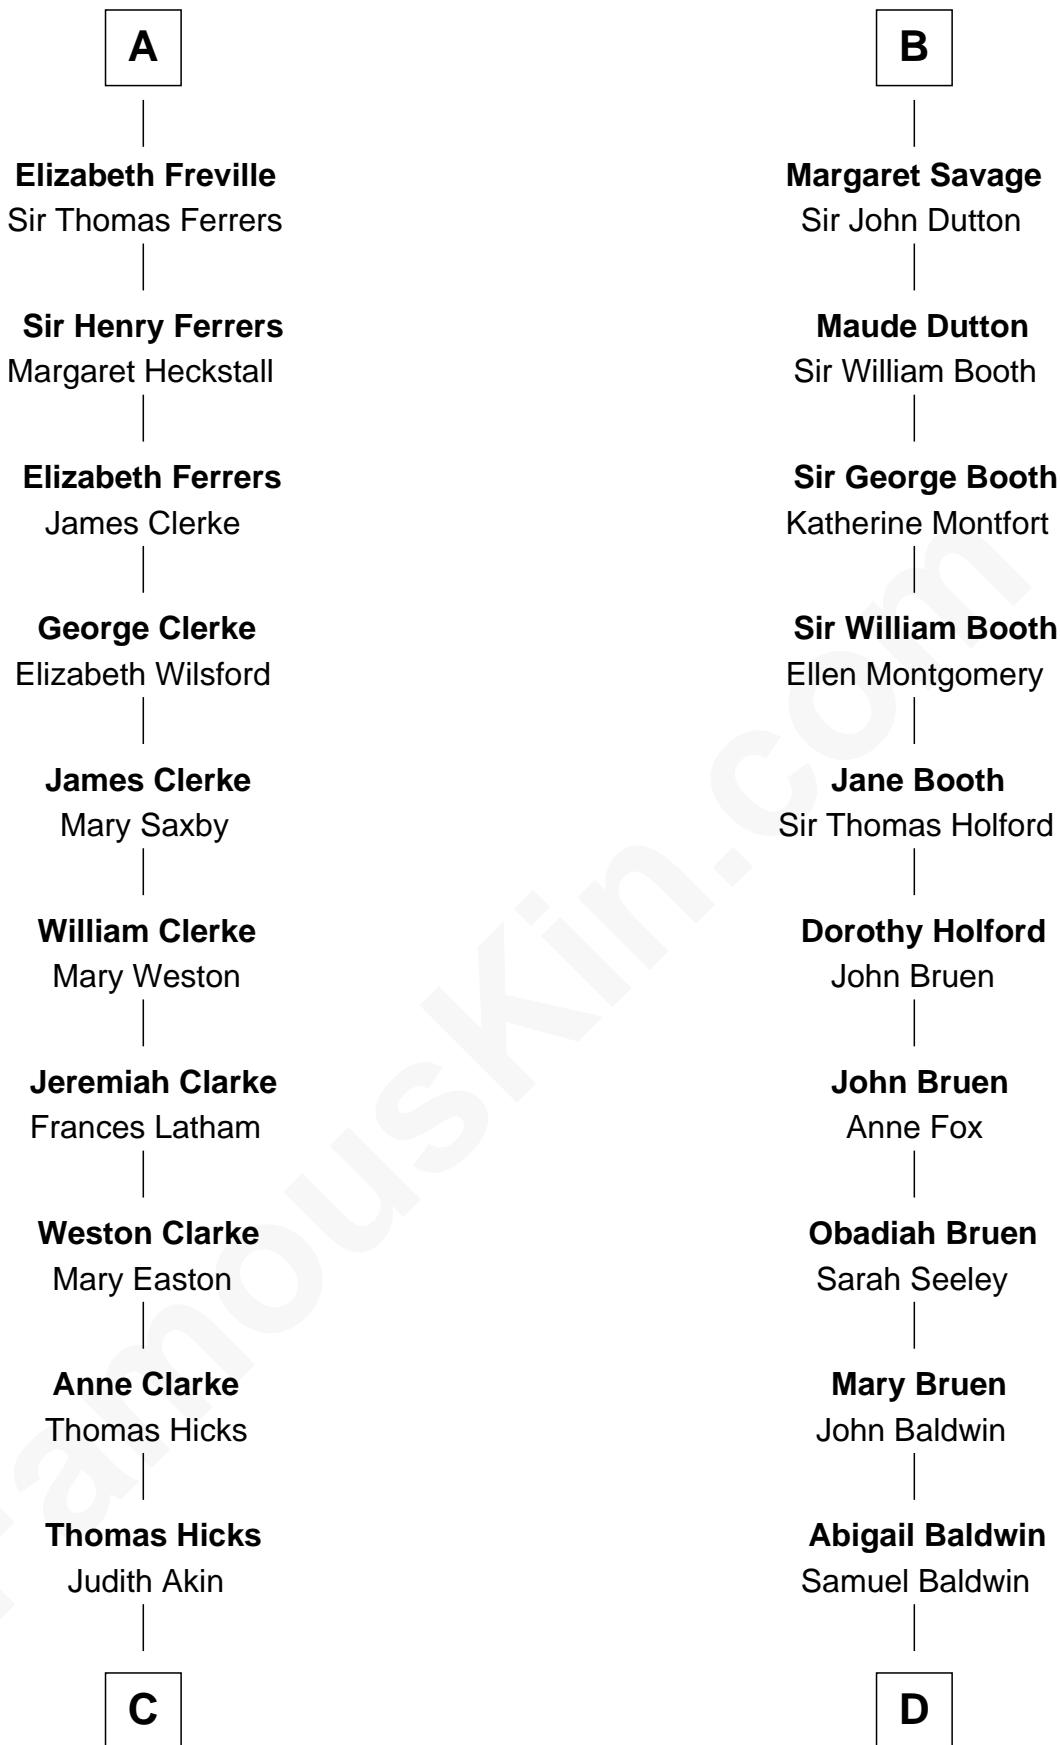 A
Elizabeth Freville
Sir Thomas Ferrers
Sir Henry Ferrers
Margaret Heckstall
Elizabeth Ferrers
James Clerke
George Clerke
Elizabeth Wilsford
James Clerke
Mary Saxby
William Clerke
Mary Weston
Jeremiah Clarke
Frances Latham
Weston Clarke
Mary Easton
Anne Clarke
Thomas Hicks
Thomas Hicks
Judith Akin
C
B
Margaret Savage
Sir John Dutton
Maude Dutton
Sir William Booth
Sir George Booth
Katherine Montfort
Sir William Booth
Ellen Montgomery
Jane Booth
Sir Thomas Holford
Dorothy Holford
John Bruen
John Bruen
Anne Fox
Obadiah Bruen
Sarah Seeley
Mary Bruen
John Baldwin
Abigail Baldwin
Samuel Baldwin
D
FamousKin.com